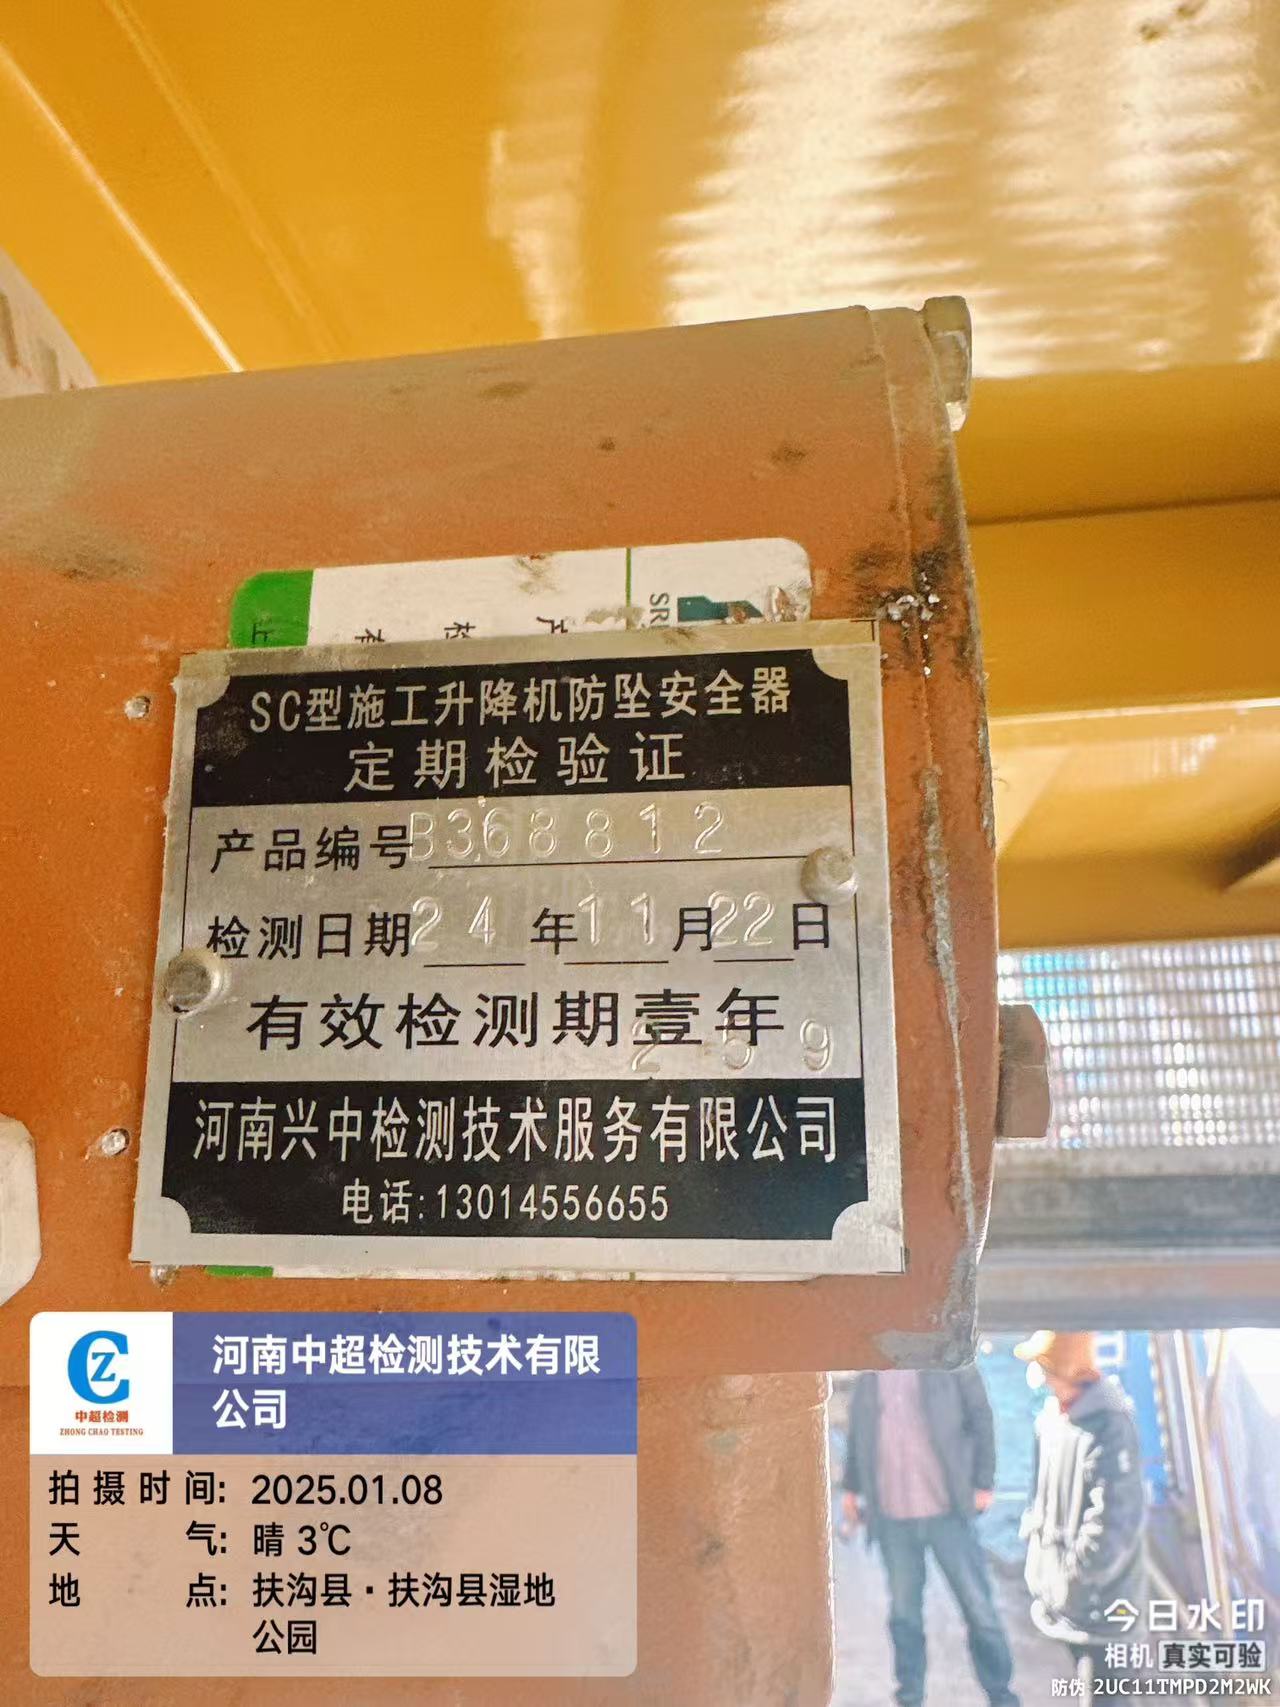 SC型施工升降机防坠安全器
定期检验证
产品编号B368812
检测日期24年11月22日
有效检测期壹年
259
河南兴中检测技术服务有限公司
电话:13014556655
中超检测
ZHONG CHAO TESTING
河南中超检测技术有限
公司
拍摄时间: 2025.01.08
天气: 晴 3℃
地点: 扶沟县·扶沟县湿地
公园
今日水印
相机 真实可验
防伪 2UC11TMPD2M2WK